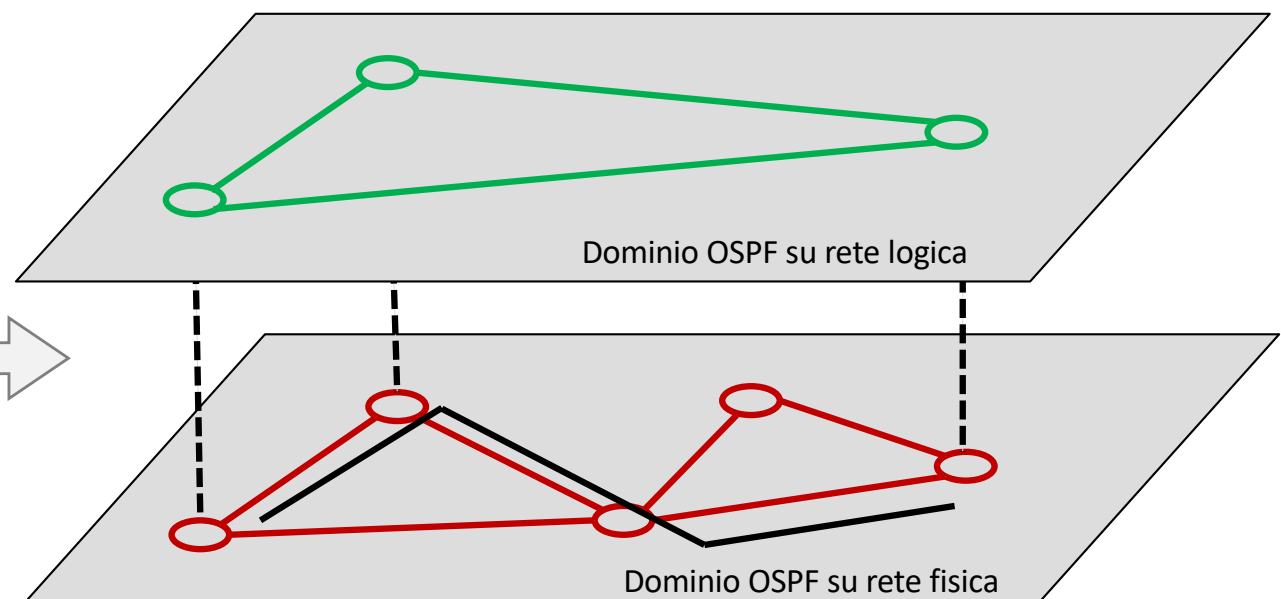 Dominio OSPF su rete logica
Dominio OSPF su rete fisica